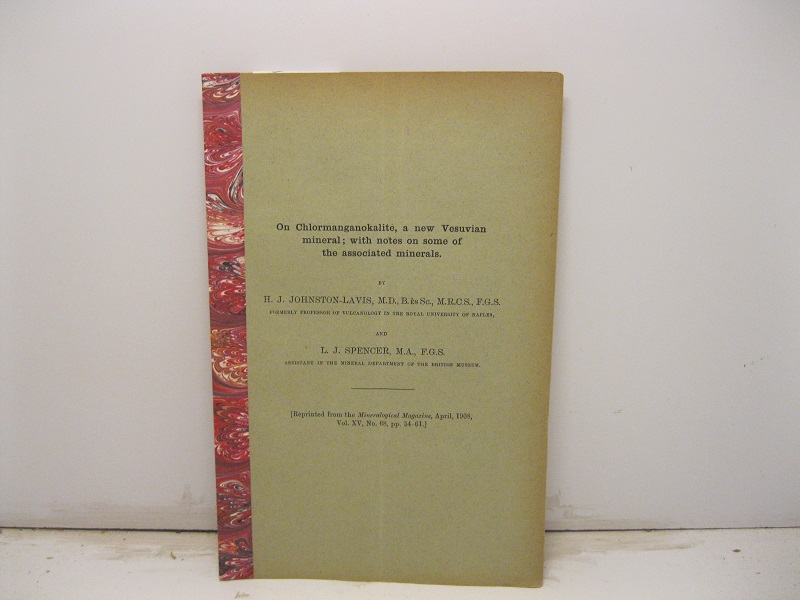 On Chlormanganokalite, a new Vesuvian
mineral; with notes on some of
the associated minerals.
BY
H. J. JOHNSTON-LAVIS, M.D., B.ès Sc., M.R.C S., F.G.S.
FORMERLY PROFESSOR OF VULCANOLOGY IN THE ROYAL UNIVERSITY OF NAPLES,
AND
L. J. SPENCER, M.A., F.G.S.
ASSISTANT IN THE MINERAL DEPARTMENT OF THE BRITISH MUSEUM.
[Reprinted from the Mineralogical Magazine, April, 1908,
Vol. XV, No. 68, pp. 54-61.]